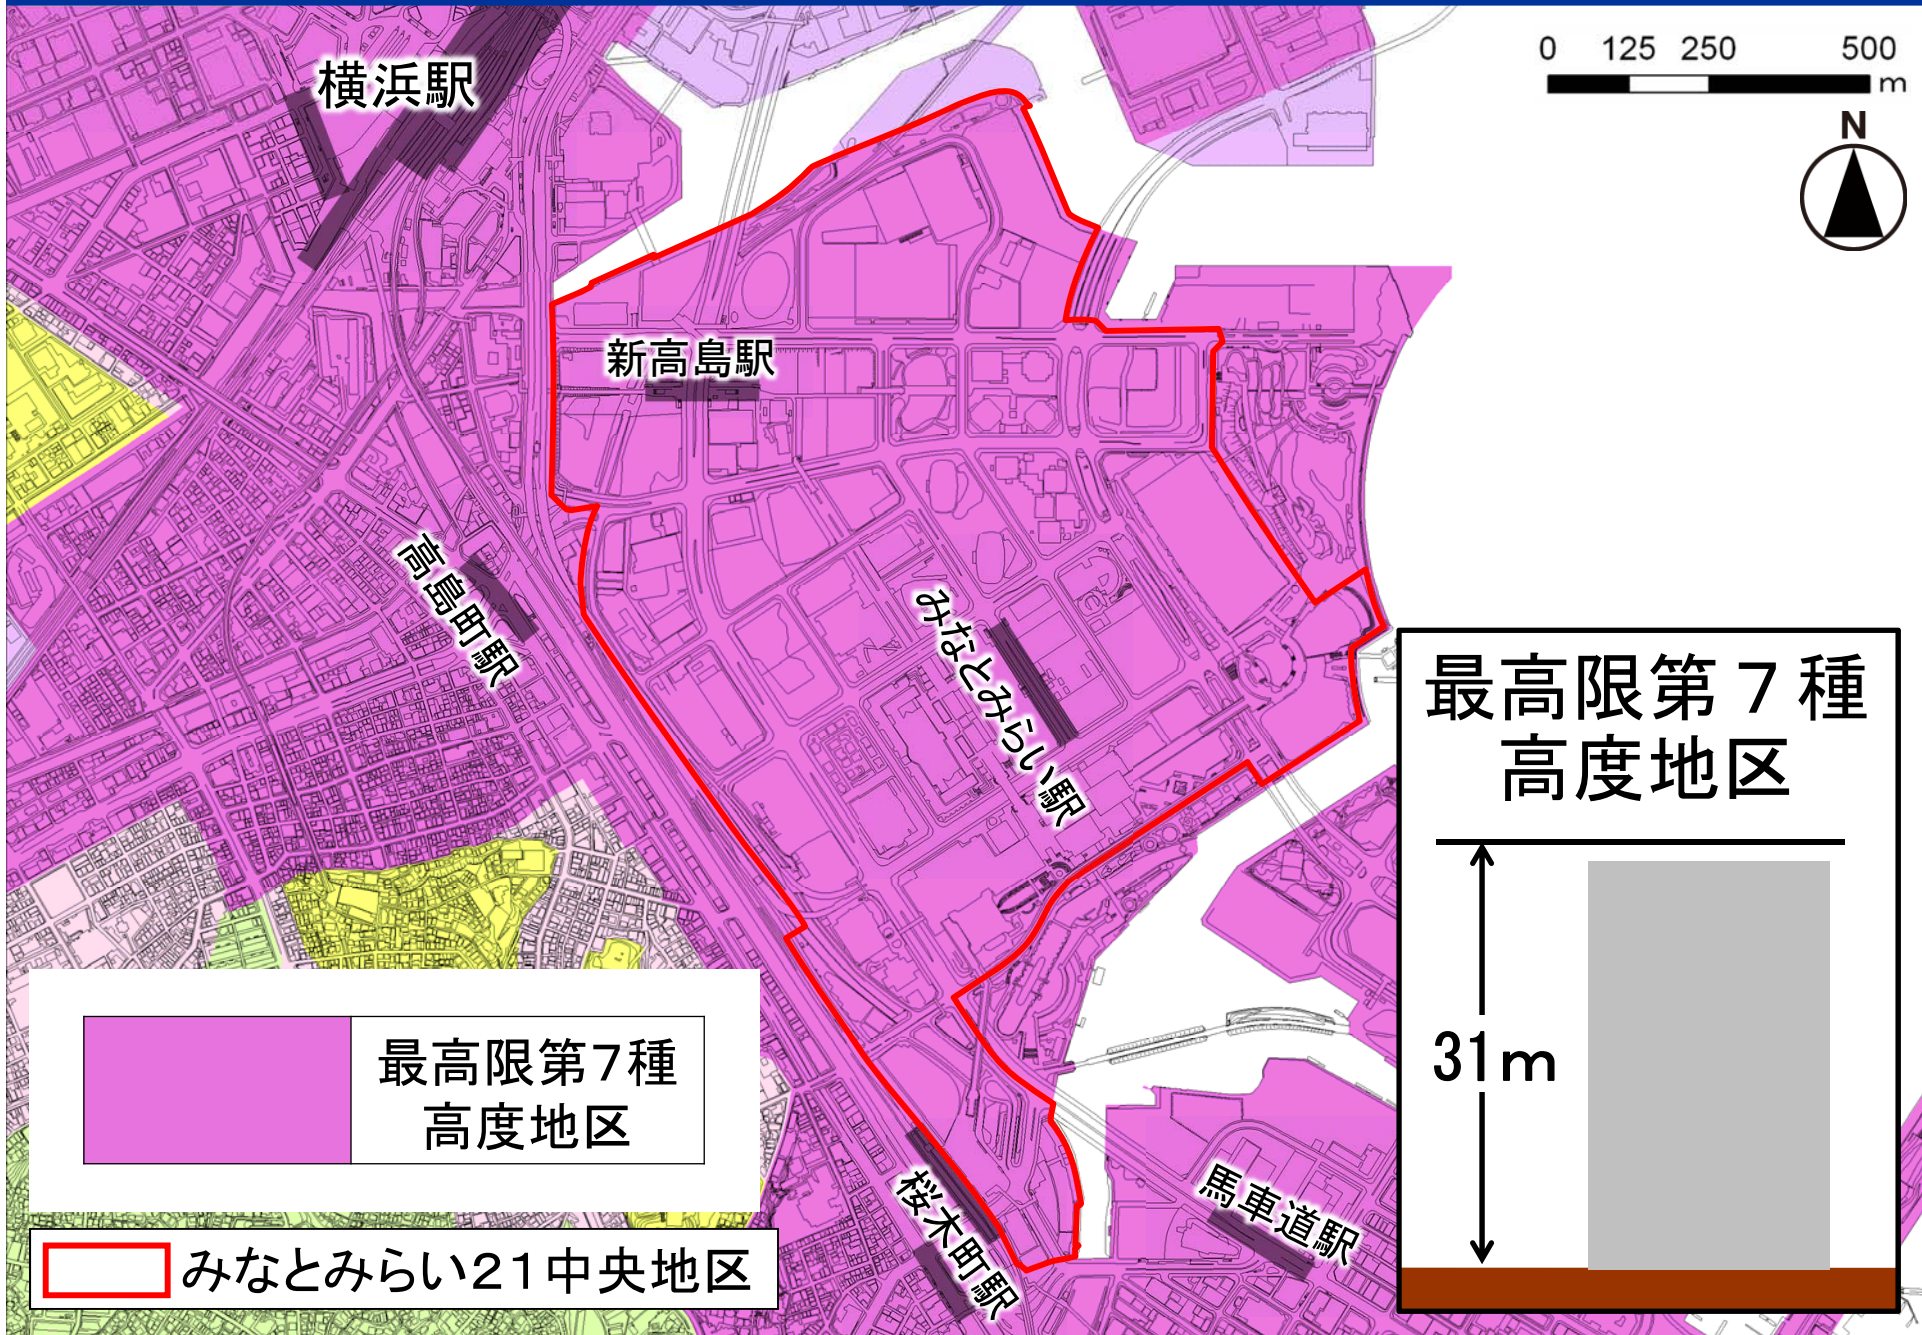 横浜駅
0 125 250 500
m
N
新高島駅
高島町駅
みなとみらい駅
最高限第７種
高度地区
31m
最高限第7種
高度地区
みなとみらい21中央地区
桜木町駅
馬車道駅